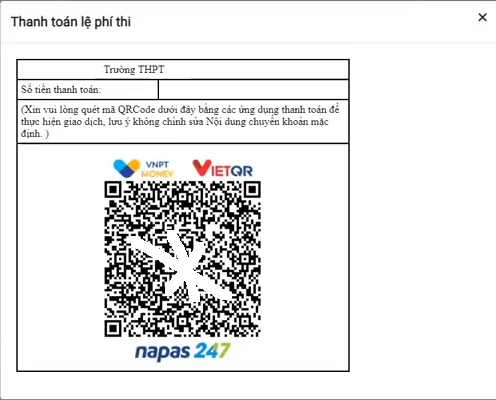 Thanh toán lệ phí thi
×
Trường THPT
Số tiền thanh toán:
(Xin vui lòng quét mã QRCode dưới đây bằng các ứng dụng thanh toán để
thực hiện giao dịch, lưu ý không chỉnh sửa Nội dung chuyển khoản mặc
định. )
VNPT
MONEY
VIETQR
napas 247